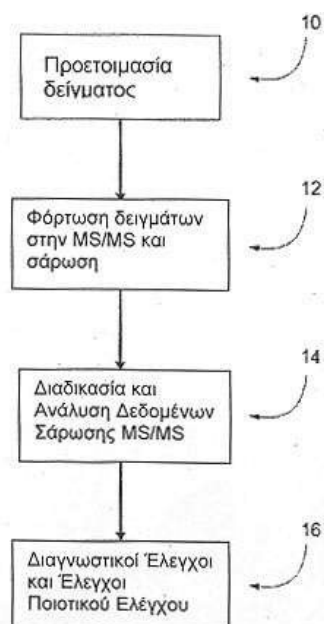 10
Προετοιμασία
δείγματος
12
Φόρτωση δειγμάτων
στην MS/MS και
σάρωση
14
Διαδικασία και
Ανάλυση Δεδομένων
Σάρωσης MS/MS
16
Διαγνωστικοί Έλεγχοι
και Έλεγχοι
Ποιοτικού Ελέγχου